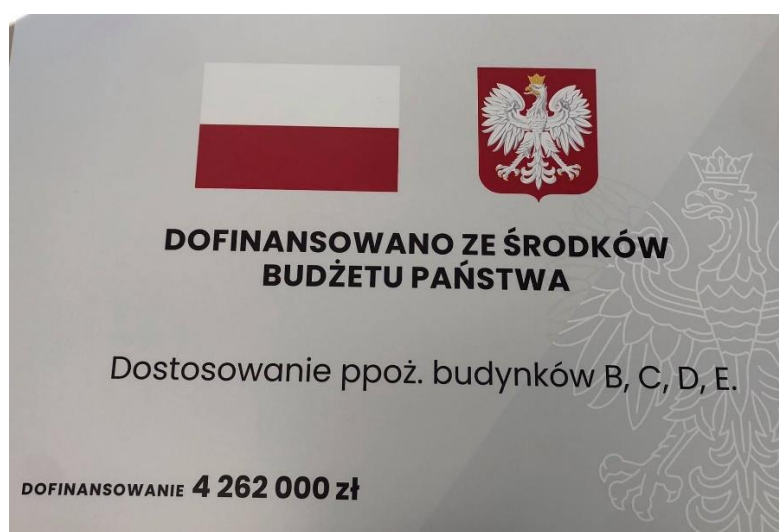 DOFINANSOWANO ZE ŚRODKÓW
BUDŻETU PAŃSTWA
Dostosowanie ppoż. budynków B, C, D, E.
DOFINANSOWANIE 4 262 000 zł